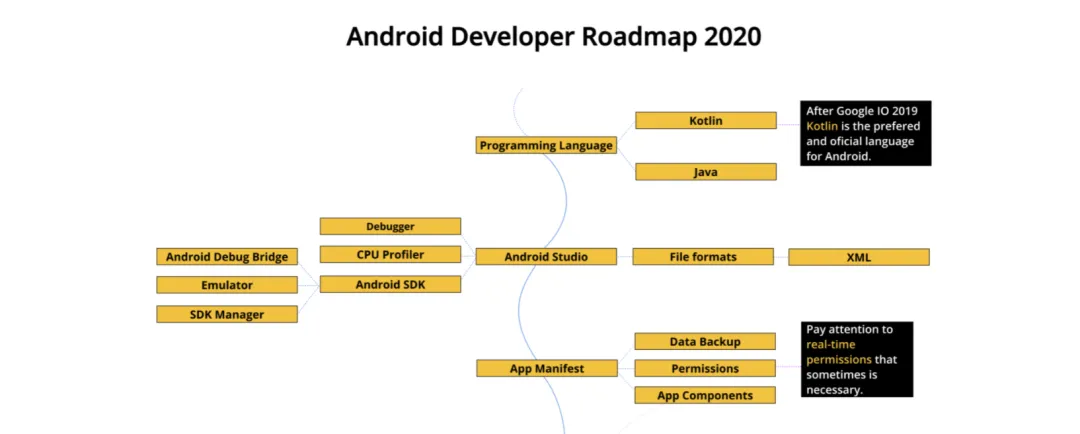 Android Developer Roadmap 2020
Programming Language
Kotlin
After Google IO 2019
Kotlin is the prefered
and oficial language
for Android.
Java
Debugger
CPU Profiler
Android SDK
Android Debug Bridge
Emulator
SDK Manager
Android Studio
File formats
XML
App Manifest
Data Backup
Permissions
App Components
Pay attention to
real-time
permissions that
sometimes is
necessary.